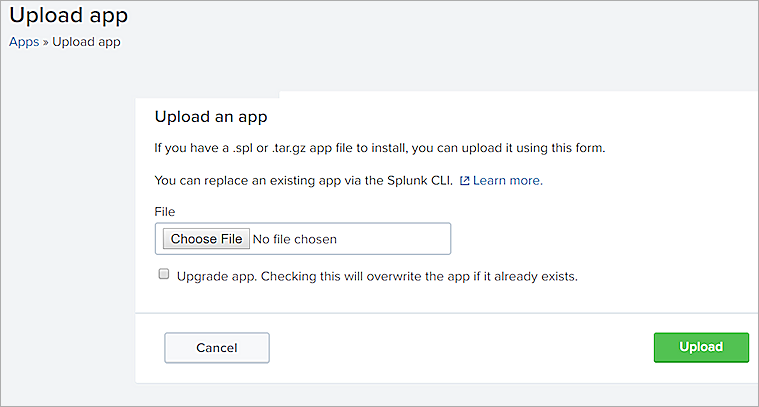 Upload app
Apps » Upload app
Upload an app
If you have a .spl or .tar.gz app file to install, you can upload it using this form.
You can replace an existing app via the Splunk CLI. Learn more.
File
Choose File No file chosen
Upgrade app. Checking this will overwrite the app if it already exists.
Cancel Upload